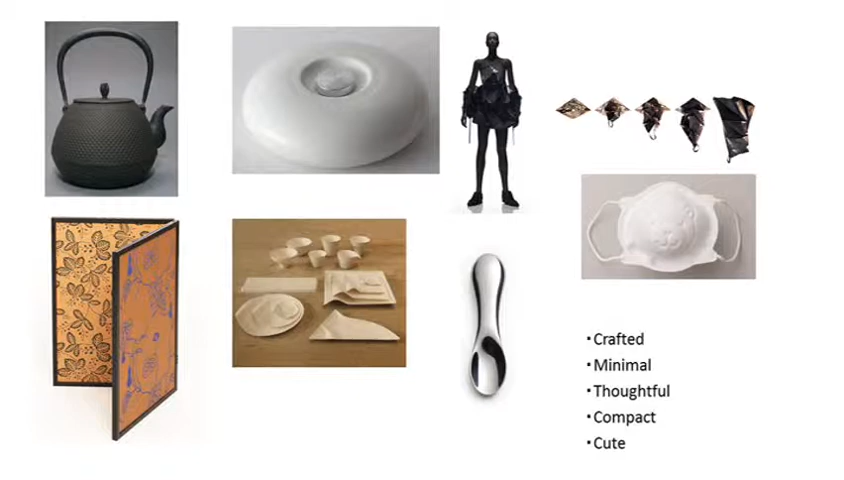 ・Crafted
・Minimal
・Thoughtful
・Compact
・Cute